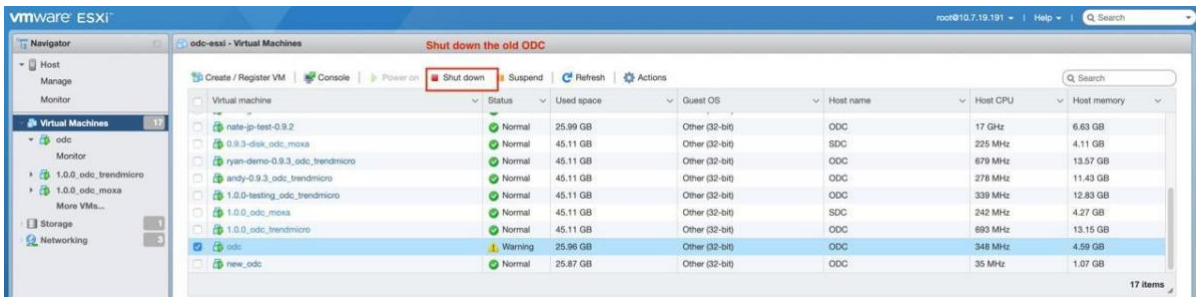 vmware ESXi
root@10.7.19.191 | Help | Search
Navigator
odc-esxi - Virtual Machines
Shut down the old ODC
Host
Manage
Monitor
Virtual Machines 17
odc
Monitor
1.0.0_odc_trendmicro
1.0.0_odc_moxa
More VMs...
Storage 1
Networking 3
Create / Register VM | Console | Power on Shut down Suspend | Refresh | Actions
Search
Virtual machine Status Used space Guest OS Host name Host CPU Host memory
nate-jp-test-0.9.2 Normal 25.99 GB Other (32-bit) ODC 17 GHz 6.63 GB
0.9.3-disk_odc_moxa Normal 45.11 GB Other (32-bit) SDC 225 MHz 4.11 GB
ryan-demo-0.9.3_odc_trendmicro Normal 45.11 GB Other (32-bit) ODC 679 MHz 13.57 GB
andy-0.9.3_odc_trendmicro Normal 45.11 GB Other (32-bit) ODC 278 MHz 11.43 GB
1.0.0-testing_odc_trendmicro Normal 45.11 GB Other (32-bit) ODC 339 MHz 12.83 GB
1.0.0_odc_moxa Normal 45.11 GB Other (32-bit) SDC 242 MHz 4.27 GB
1.0.0_odc_trendmicro Normal 45.11 GB Other (32-bit) ODC 693 MHz 13.15 GB
odc Warning 25.96 GB Other (32-bit) ODC 348 MHz 4.59 GB
new_odc Normal 25.87 GB Other (32-bit) ODC 35 MHz 1.07 GB
17 items